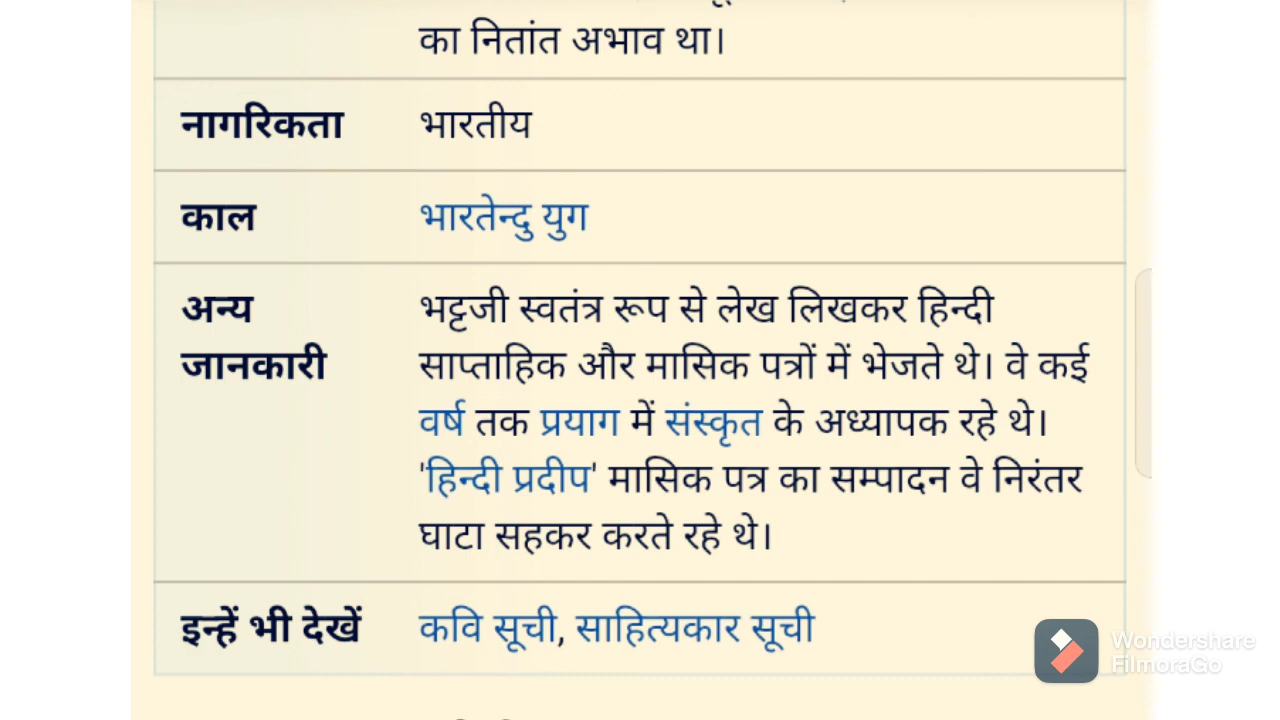 का नितांत अभाव था।
नागरिकता भारतीय
काल भारतेन्दु युग
अन्य भट्टजी स्वतंत्र रूप से लेख लिखकर हिन्दी
जानकारी साप्ताहिक और मासिक पत्रों में भेजते थे। वे कई
वर्ष तक प्रयाग में संस्कृत के अध्यापक रहे थे।
'हिन्दी प्रदीप' मासिक पत्र का सम्पादन वे निरंतर
घाटा सहकर करते रहे थे।
इन्हें भी देखें कवि सूची, साहित्यकार सूची
Wondershare
FilmoraGo